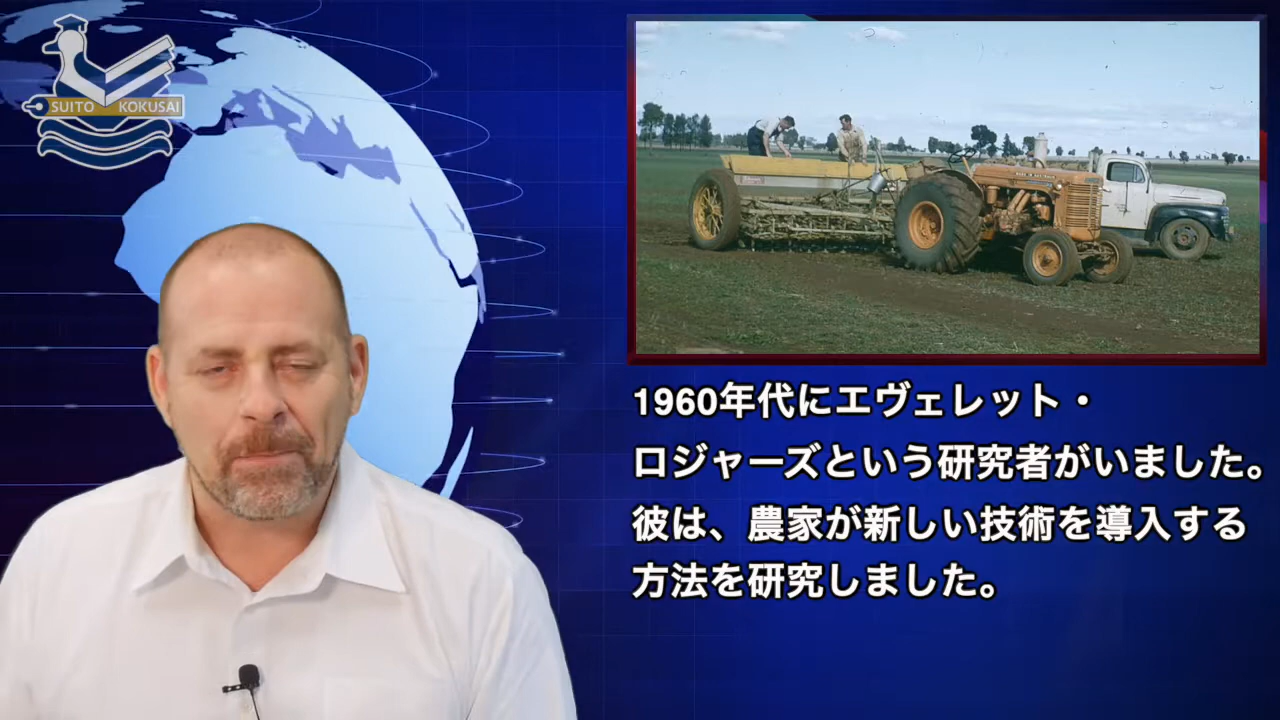 SUITO KOKUSAI
1960年代にエヴェレット・
ロジャーズという研究者がいました。
彼は、農家が新しい技術を導入する
方法を研究しました。